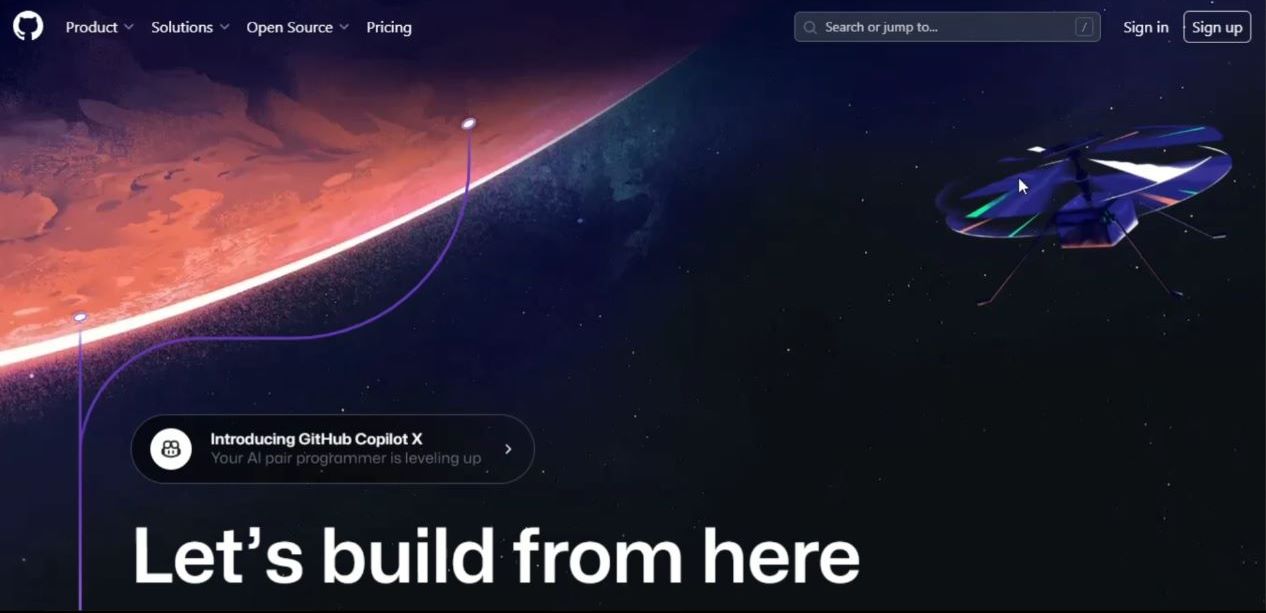 Product Solutions Open Source Pricing Search or jump to... / Sign in Sign up
Introducing GitHub Copilot X
Your AI pair programmer is leveling up
Let's build from here